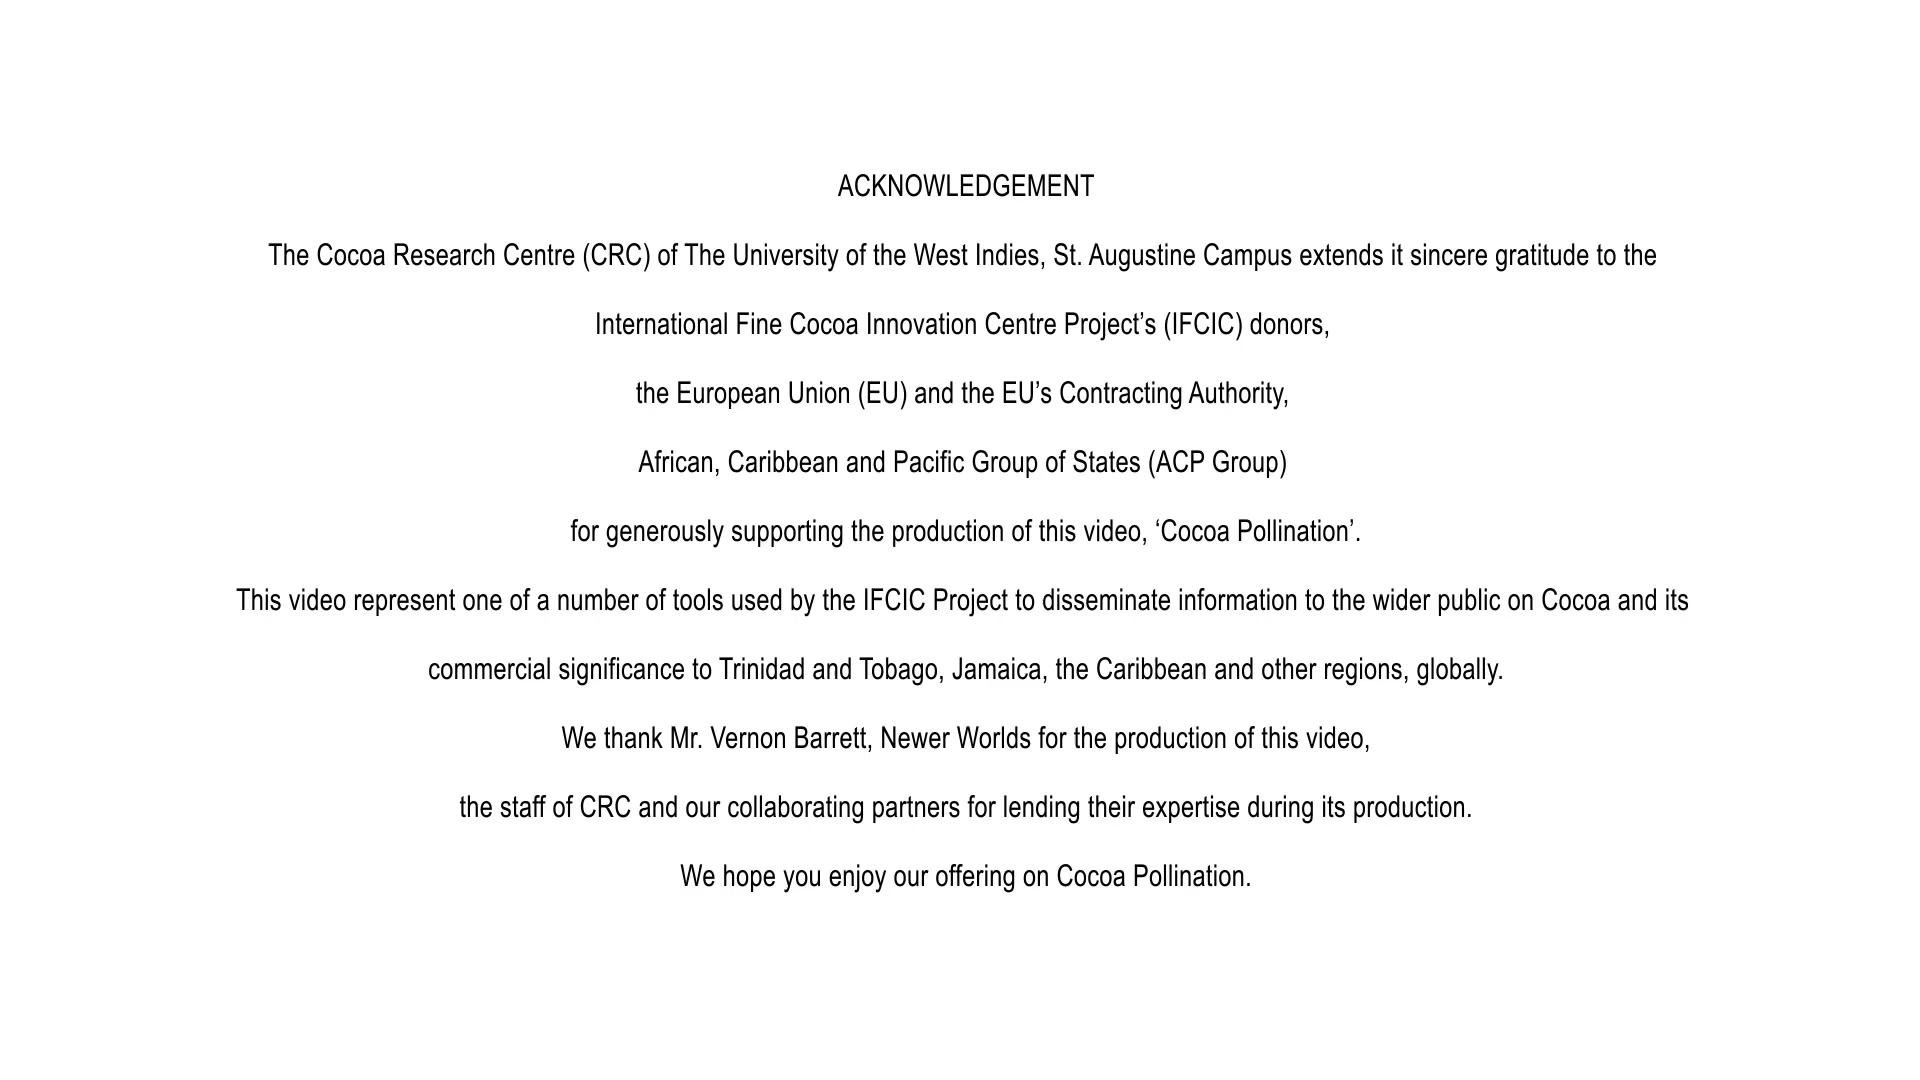 ACKNOWLEDGEMENT
The Cocoa Research Centre (CRC) of The University of the West Indies, St. Augustine Campus extends it sincere gratitude to the
International Fine Cocoa Innovation Centre Project’s (IFCIC) donors,
the European Union (EU) and the EU’s Contracting Authority,
African, Caribbean and Pacific Group of States (ACP Group)
for generously supporting the production of this video, ‘Cocoa Pollination’.
This video represent one of a number of tools used by the IFCIC Project to disseminate information to the wider public on Cocoa and its
commercial significance to Trinidad and Tobago, Jamaica, the Caribbean and other regions, globally.
We thank Mr. Vernon Barrett, Newer Worlds for the production of this video,
the staff of CRC and our collaborating partners for lending their expertise during its production.
We hope you enjoy our offering on Cocoa Pollination.